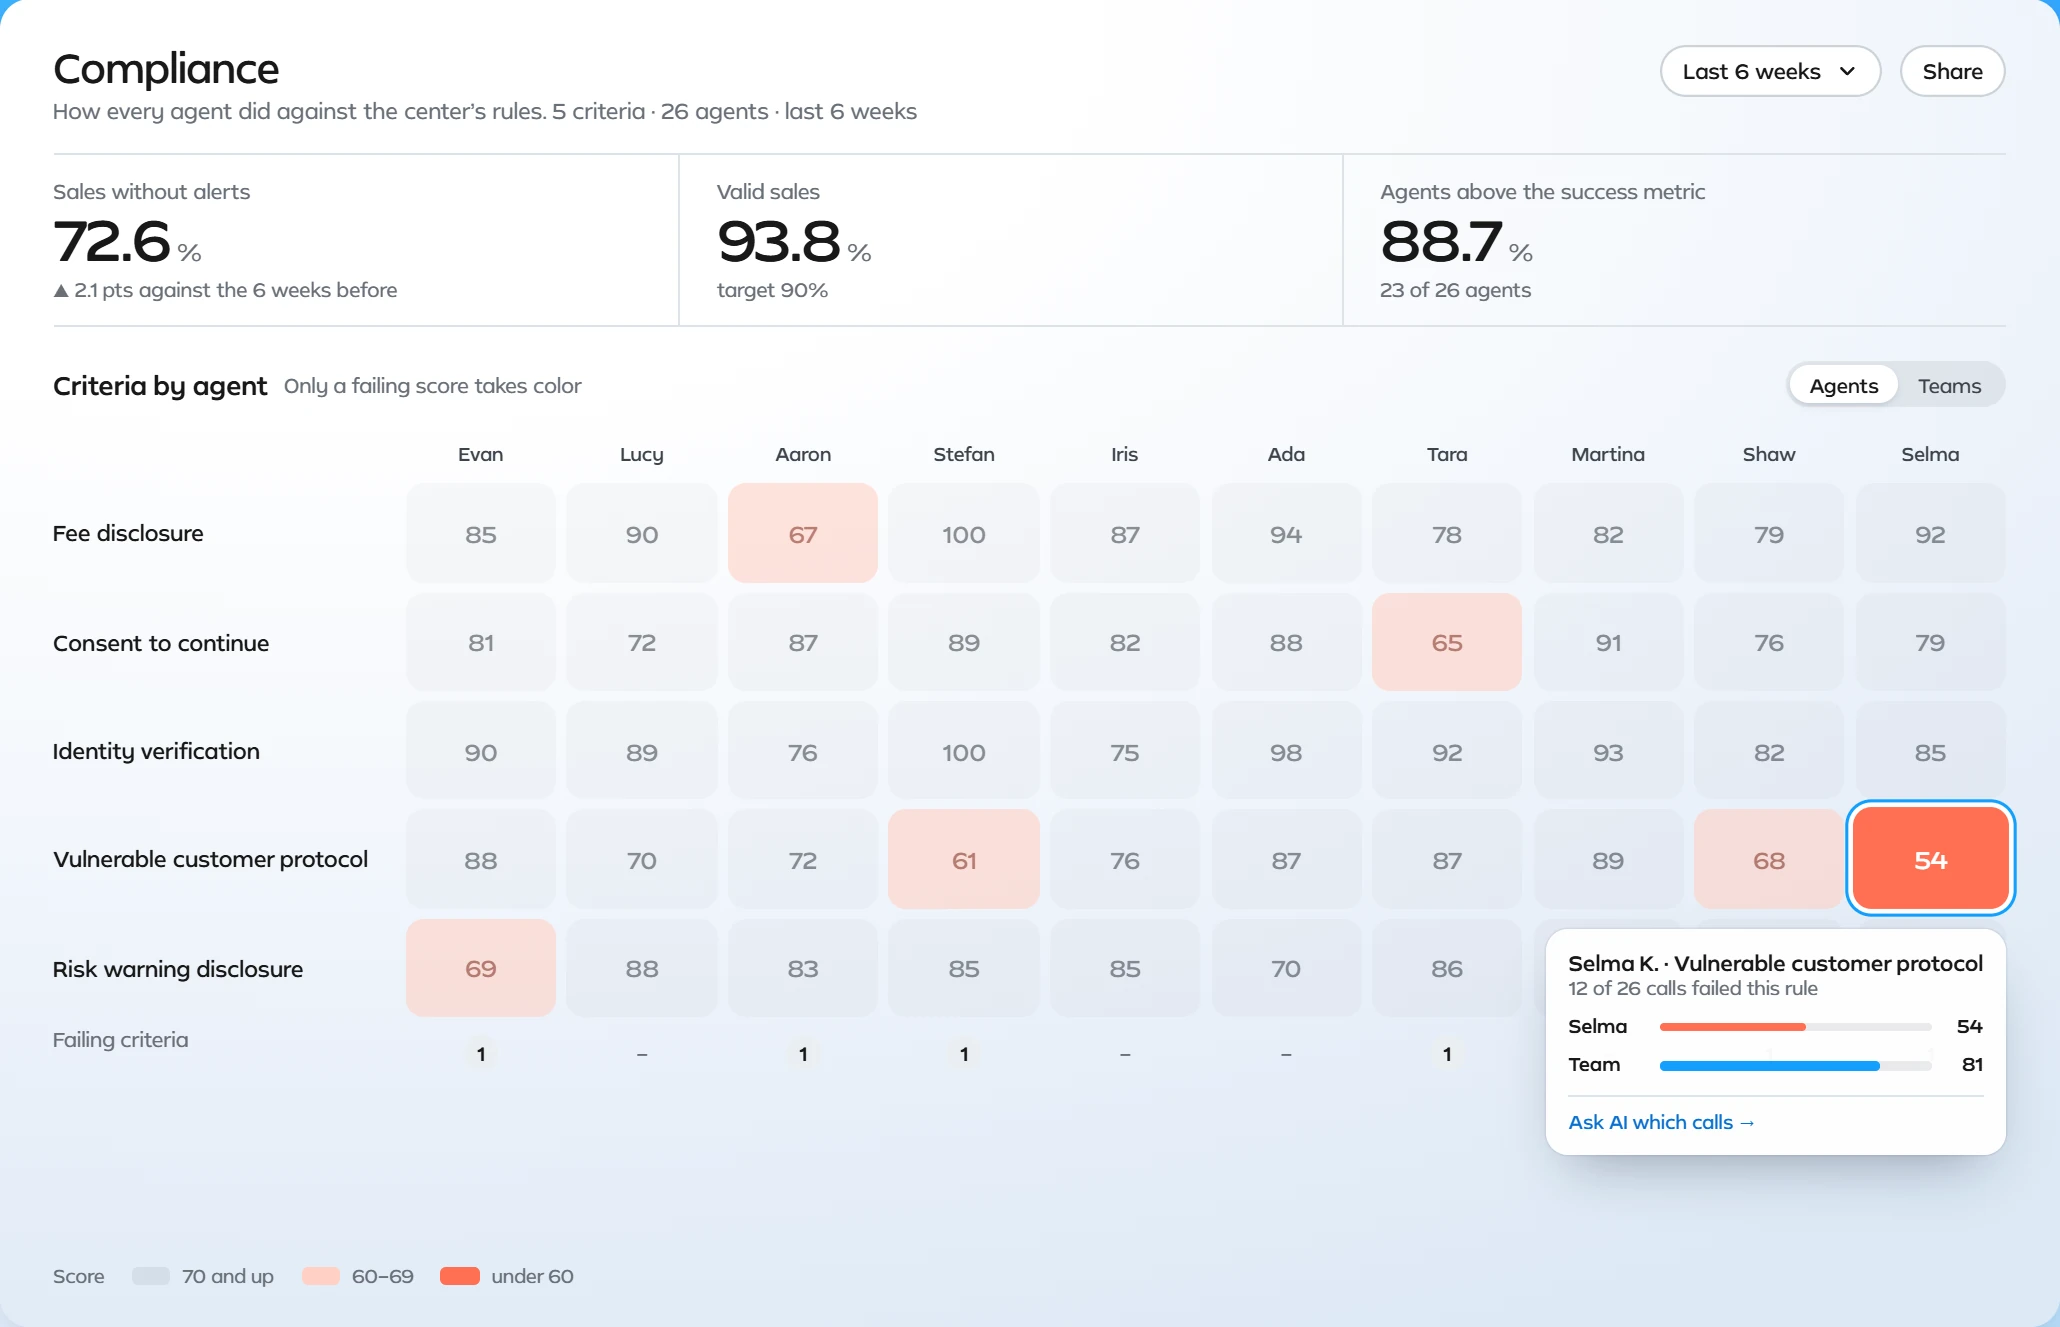 Compliance
How every agent did against the center's rules. 5 criteria · 26 agents · last 6 weeks
Last 6 weeks
Share
Sales without alerts
72.6 %
▲ 2.1 pts against the 6 weeks before
Valid sales
93.8 %
target 90%
Agents above the success metric
88.7 %
23 of 26 agents
Criteria by agent Only a failing score takes color
Agents Teams
Evan Lucy Aaron Stefan Iris Ada Tara Martina Shaw Selma
Fee disclosure 85 90 67 100 87 94 78 82 79 92
Consent to continue 81 72 87 89 82 88 65 91 76 79
Identity verification 90 89 76 100 75 98 92 93 82 85
Vulnerable customer protocol 88 70 72 61 76 87 87 89 68 54
Risk warning disclosure 69 88 83 85 85 70 86
Failing criteria 1 – 1 1 – – 1
Selma K. · Vulnerable customer protocol
12 of 26 calls failed this rule
Selma 54
Team 81
Ask AI which calls →
Score 70 and up 60–69 under 60